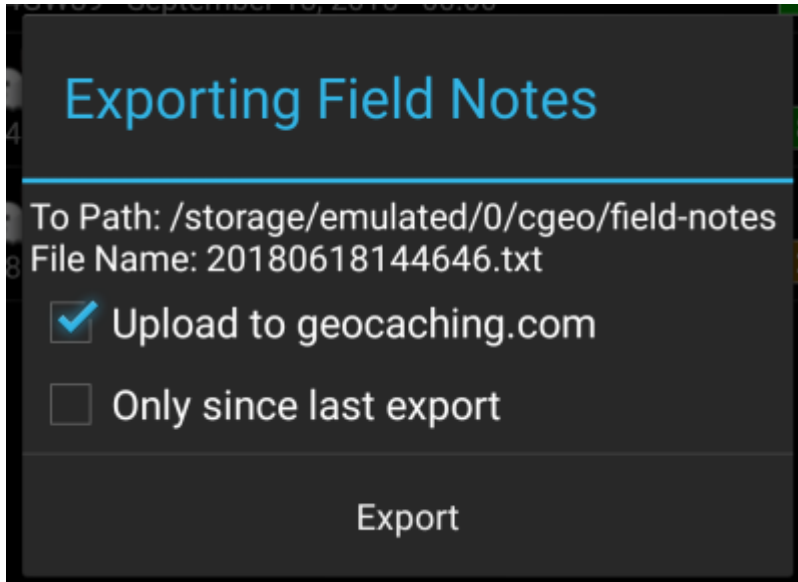 Exporting Field Notes
To Path: /storage/emulated/0/cgeo/field-notes
File Name: 20180618144646.txt
Upload to geocaching.com
Only since last export
Export